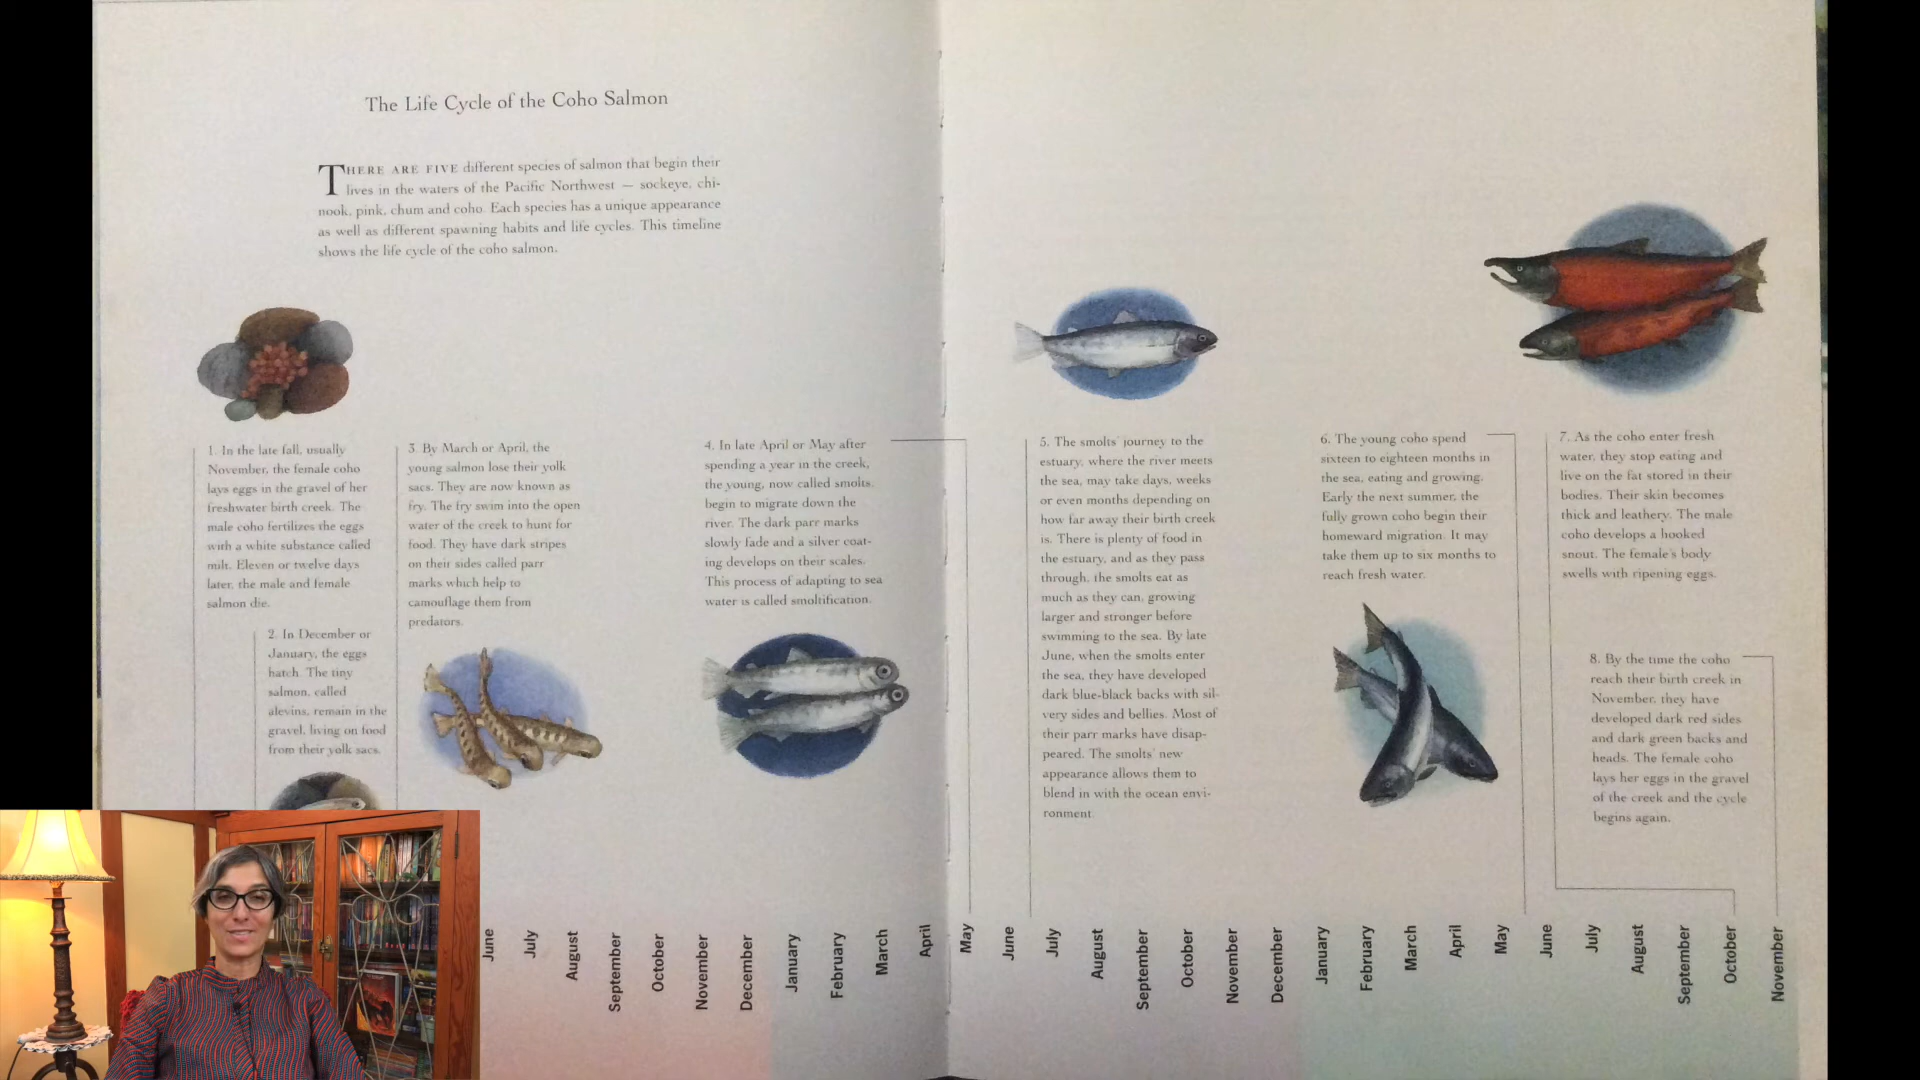 The Life Cycle of the Coho Salmon
THERE ARE FIVE different species of salmon that begin their
lives in the waters of the Pacific Northwest — sockeye, chi-
nook, pink, chum and coho. Each species has a unique appearance
as well as different spawning habits and life cycles. This timeline
shows the life cycle of the coho salmon.
1. In the late fall, usually
November, the female coho
lays eggs in the gravel of her
freshwater birth creek. The
male coho fertilizes the eggs
with a white substance called
milt. Eleven or twelve days
later, the male and female
salmon die.
2. In December or
January, the eggs
hatch. The tiny
salmon, called
alevins, remain in the
gravel, living on food
from their yolk sacs.
3. By March or April, the
young salmon lose their yolk
sacs. They are now known as
fry. The fry swim into the open
water of the creek to hunt for
food. They have dark stripes
on their sides called parr
marks which help to
camouflage them from
predators.
4. In late April or May after
spending a year in the creek,
the young, now called smolts,
begin to migrate down the
river. The dark parr marks
slowly fade and a silver coat-
ing develops on their scales.
This process of adapting to sea
water is called smoltification.
5. The smolts' journey to the
estuary, where the river meets
the sea, may take days, weeks
or even months depending on
how far away their birth creek
is. There is plenty of food in
the estuary, and as they pass
through, the smolts eat as
much as they can, growing
larger and stronger before
swimming to the sea. By late
June, when the smolts enter
the sea, they have developed
dark blue-black backs with sil-
very sides and bellies. Most of
their parr marks have disap-
peared. The smolts' new
appearance allows them to
blend in with the ocean envi-
ronment.
6. The young coho spend
sixteen to eighteen months in
the sea, eating and growing.
Early the next summer, the
fully grown coho begin their
homeward migration. It may
take them up to six months to
reach fresh water.
7. As the coho enter fresh
water, they stop eating and
live on the fat stored in their
bodies. Their skin becomes
thick and leathery. The male
coho develops a hooked
snout. The female's body
swells with ripening eggs.
8. By the time the coho
reach their birth creek in
November, they have
developed dark red sides
and dark green backs and
heads. The female coho
lays her eggs in the gravel
of the creek and the cycle
begins again.
June
July
August
September
October
November
December
January
February
March
April
May
June
July
August
September
October
November
December
January
February
March
April
May
June
July
August
September
October
November